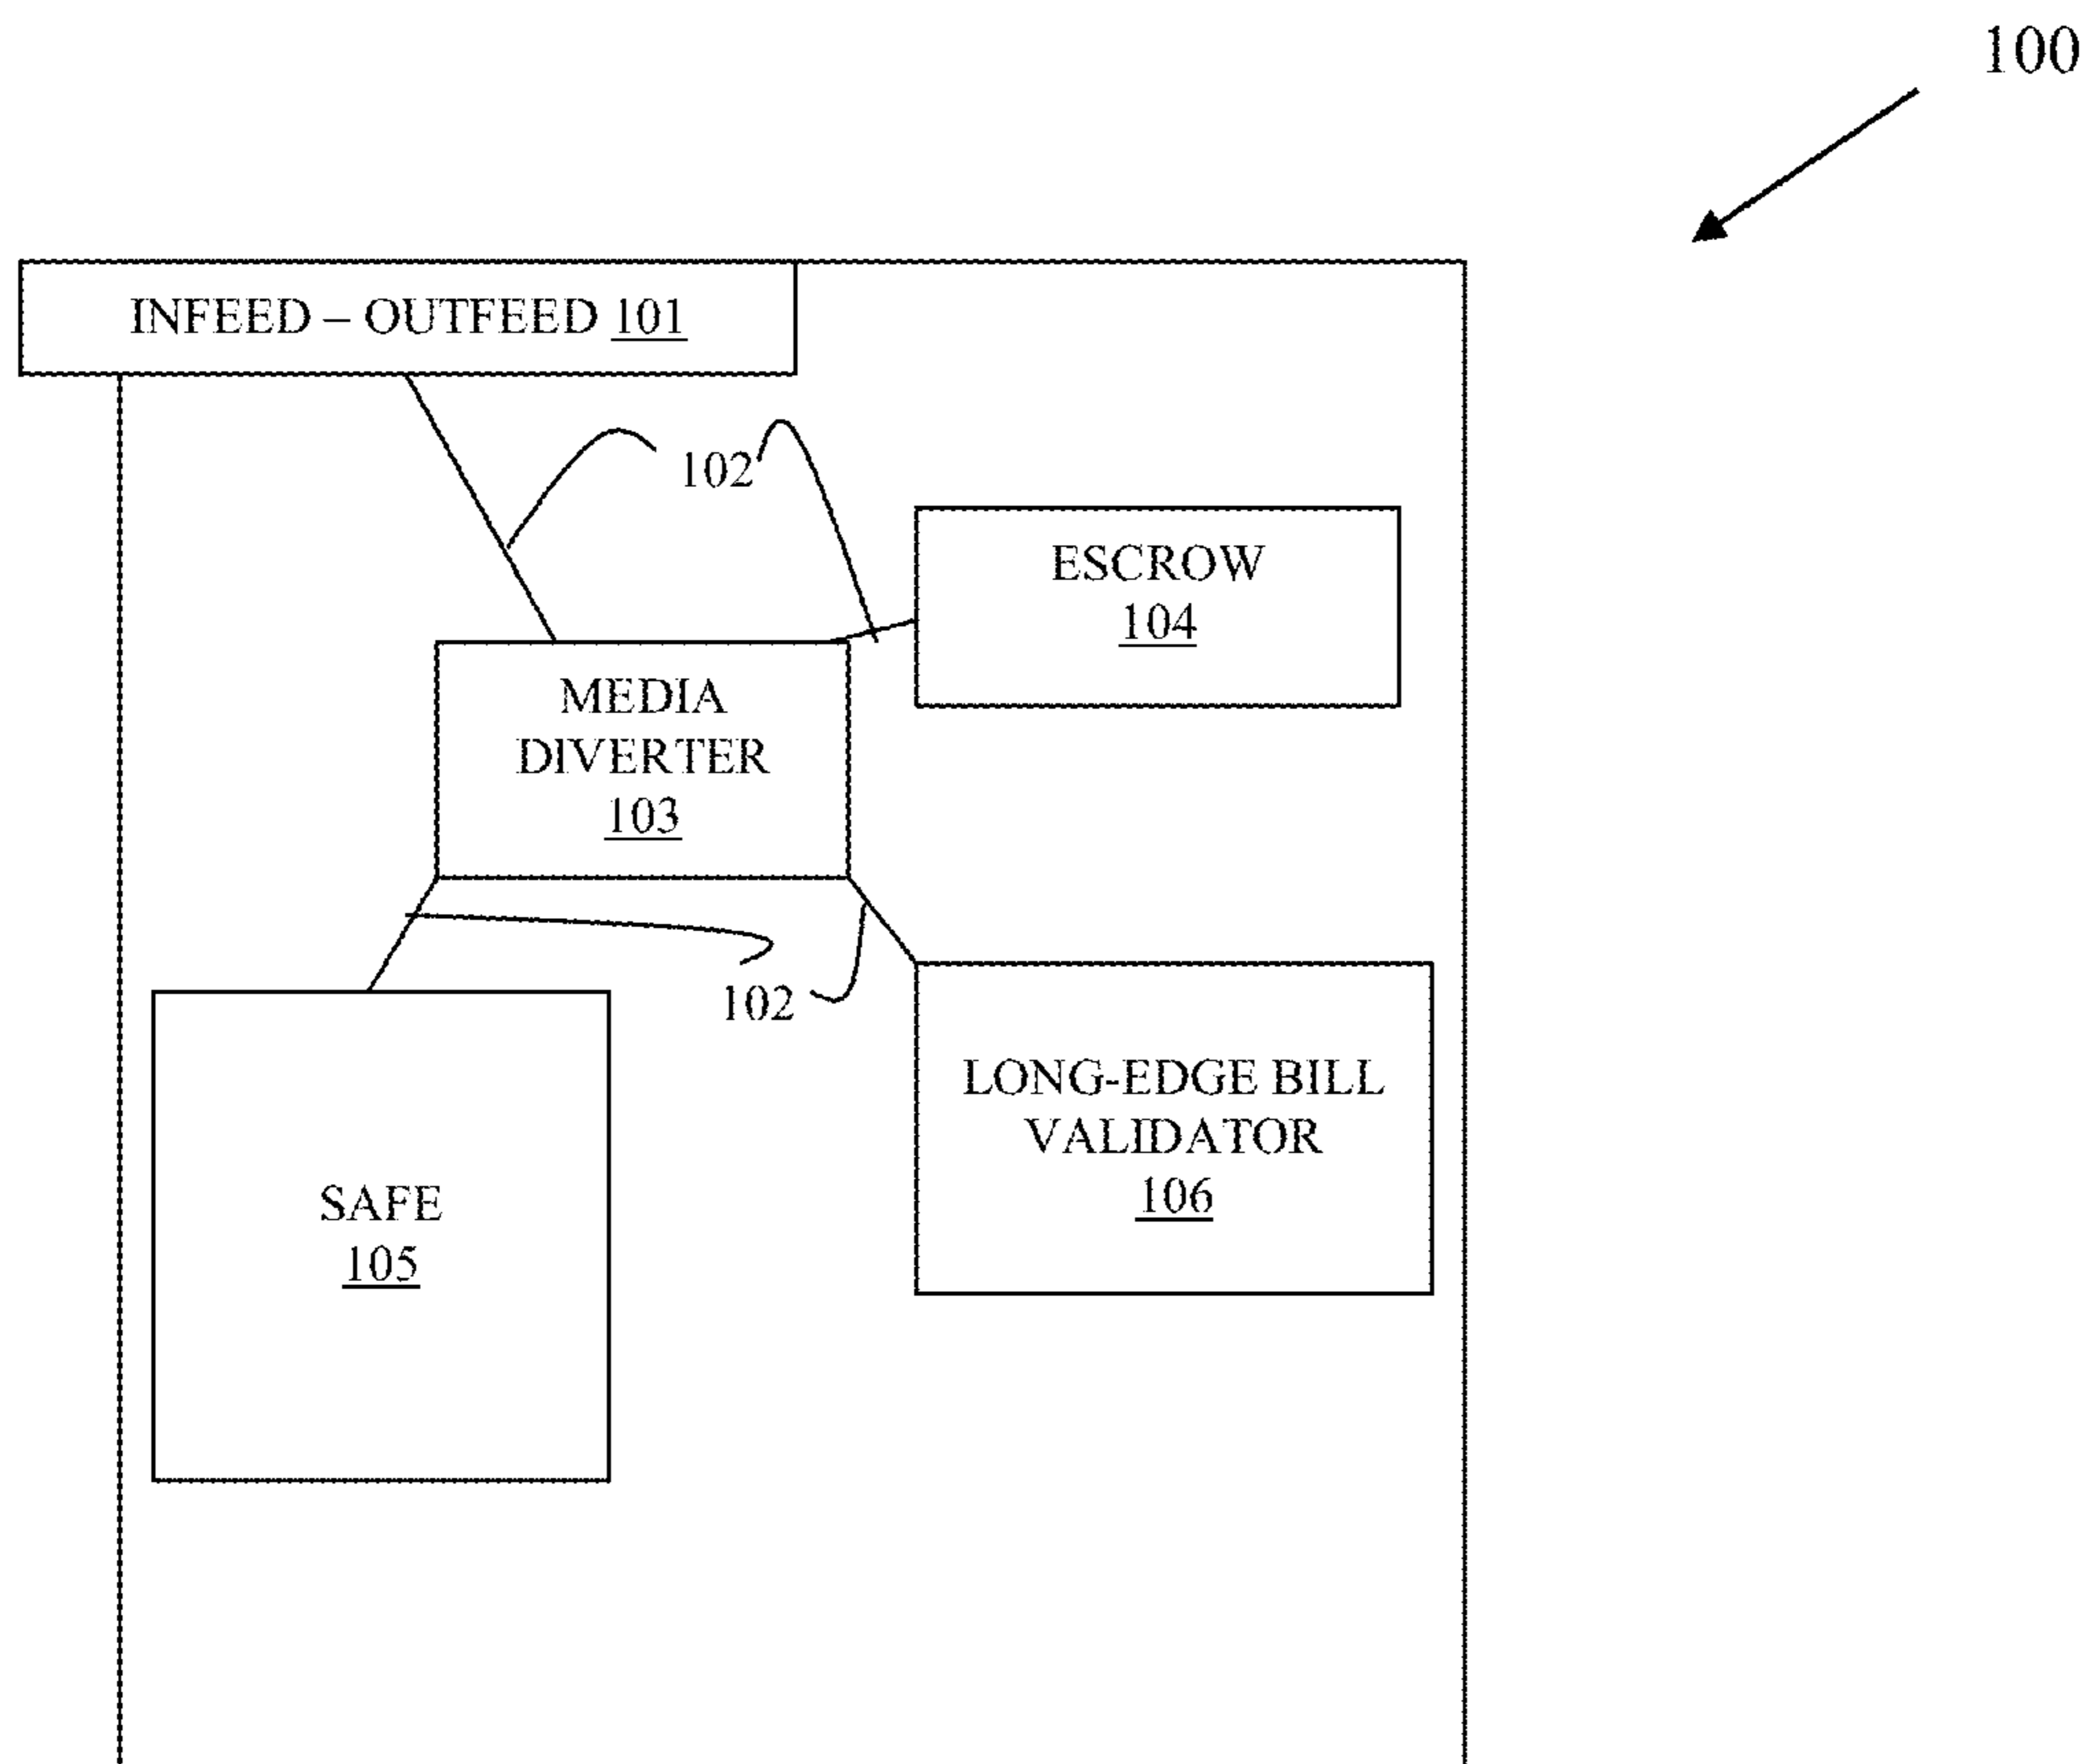 100
INFEED – OUTFEED 101
102
ESCROW
104
MEDIA
DIVERTER
103
102
LONG-EDGE BILL
VALIDATOR
106
SAFE
105